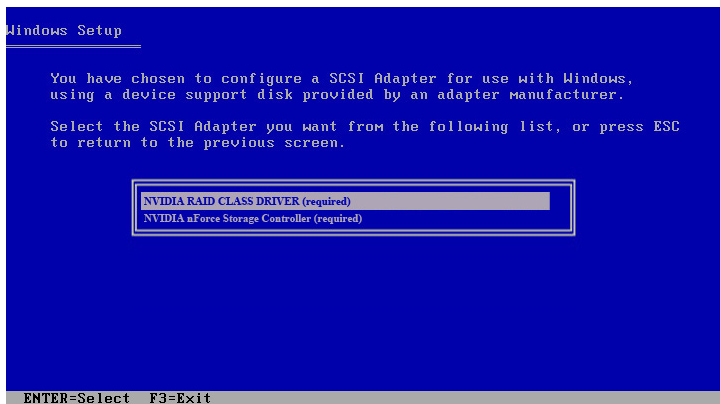 Windows Setup
You have chosen to configure a SCSI Adapter for use with Windows,
using a device support disk provided by an adapter manufacturer.
Select the SCSI Adapter you want from the following list, or press ESC
to return to the previous screen.
NVIDIA RAID CLASS DRIVER (required)
NVIDIA nForce Storage Controller (required)
ENTER=Select F3=Exit